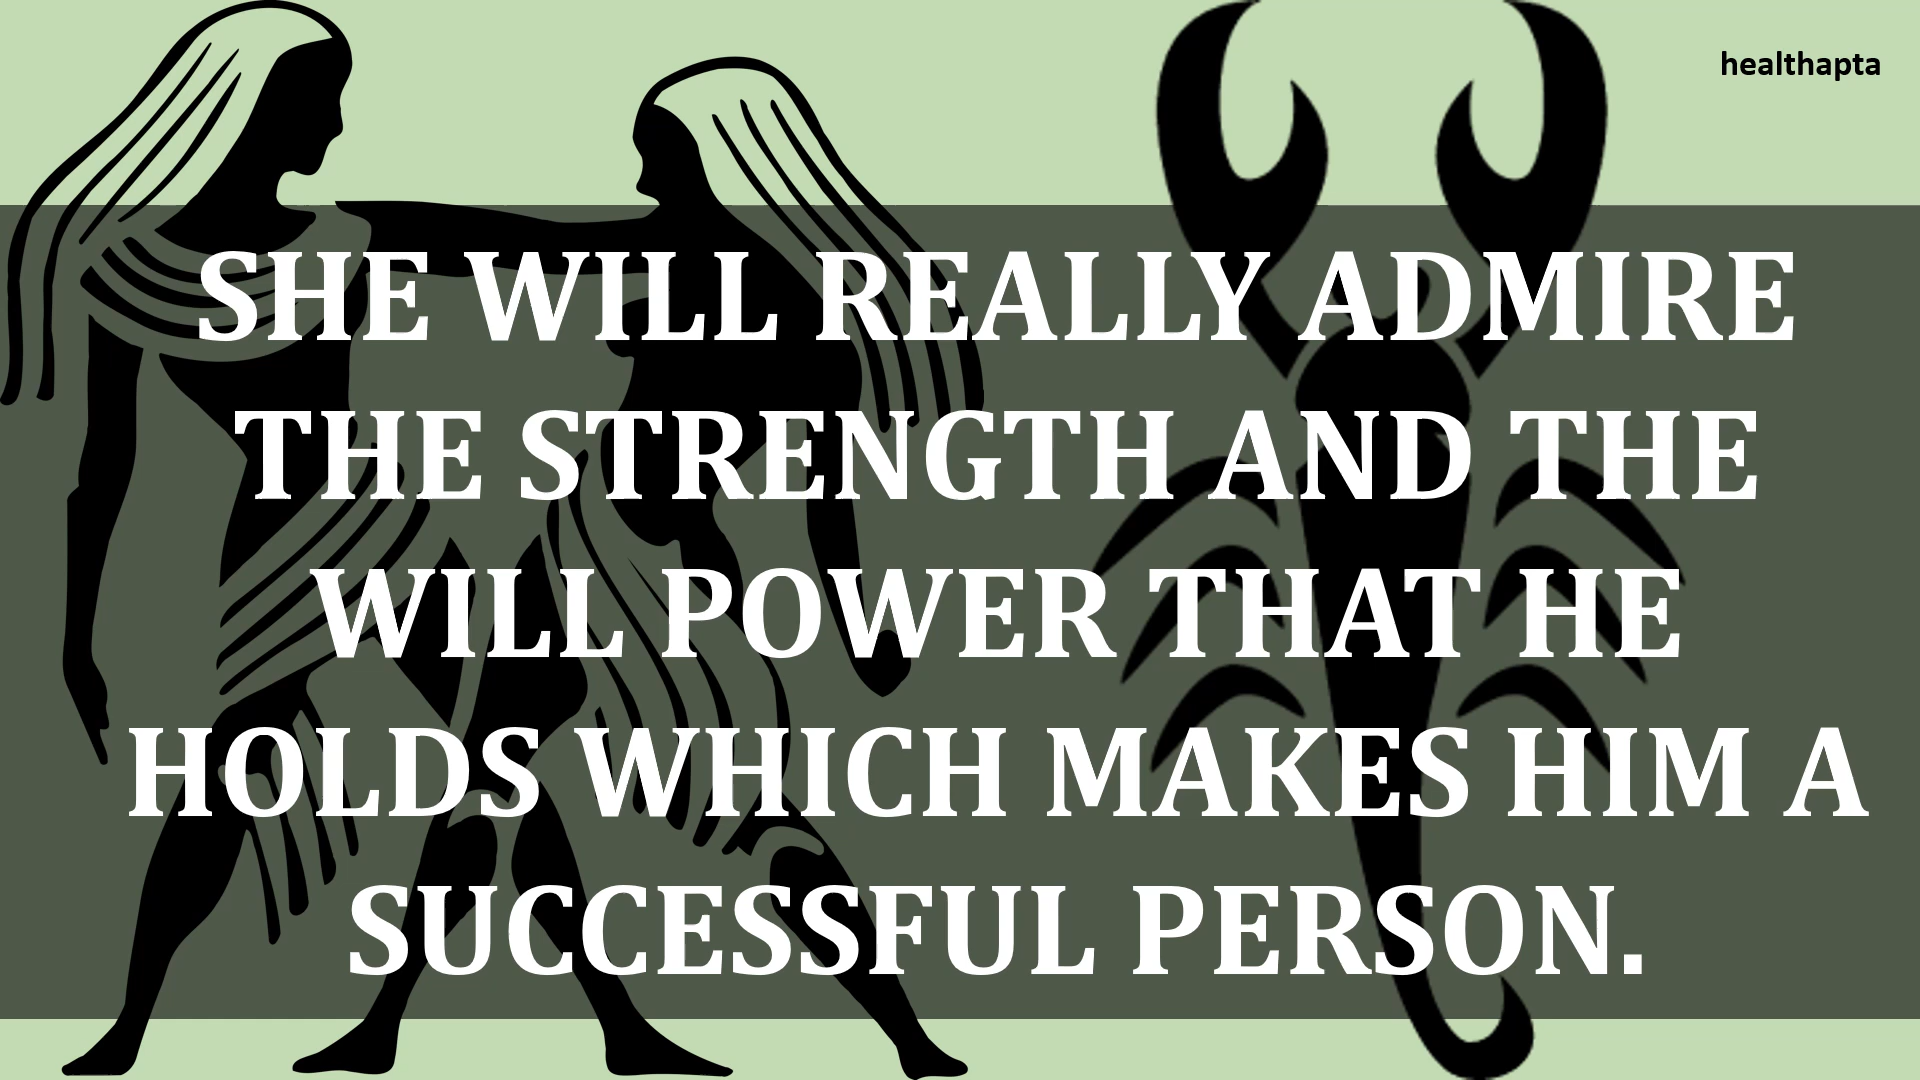 healthapta
SHE WILL REALLY ADMIRE
THE STRENGTH AND THE
WILL POWER THAT HE
HOLDS WHICH MAKES HIM A
SUCCESSFUL PERSON.